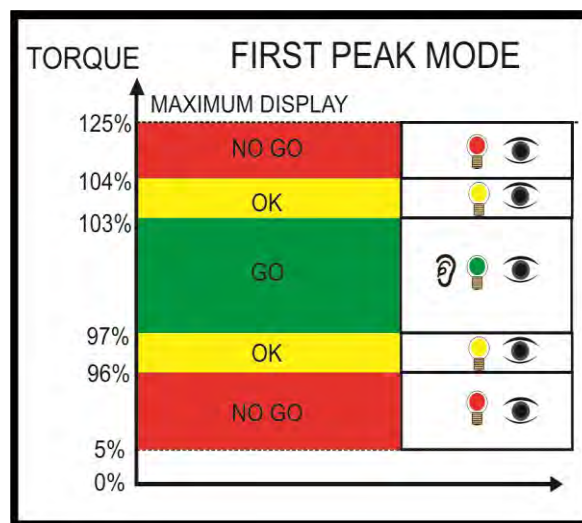 TORQUE FIRST PEAK MODE
MAXIMUM DISPLAY
125%
NO GO
104%
OK
103%
GO
97%
OK
96%
NO GO
5%
0%